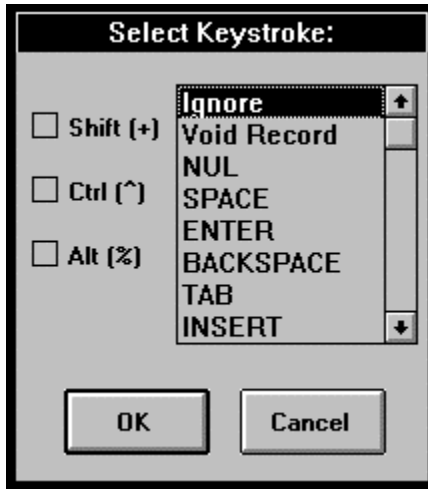 Select Keystroke:
Shift (+)
Ctrl (^)
Alt (%)
Ignore
Void Record
NUL
SPACE
ENTER
BACKSPACE
TAB
INSERT
OK
Cancel